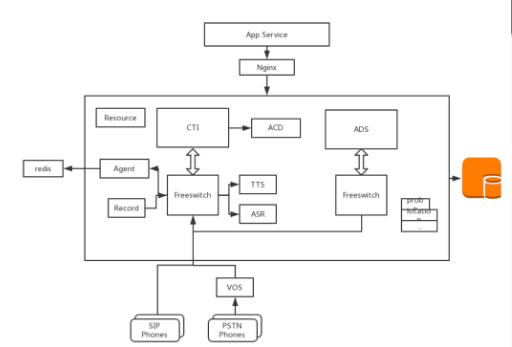 App Service
Nginx
Resource
CTI
ACD
ADS
redis
Agent
Freeswitch
TTS
Freeswitch
Record
ASR
prob
locatio
n
...
VOS
SIP
Phones
PSTN
Phones